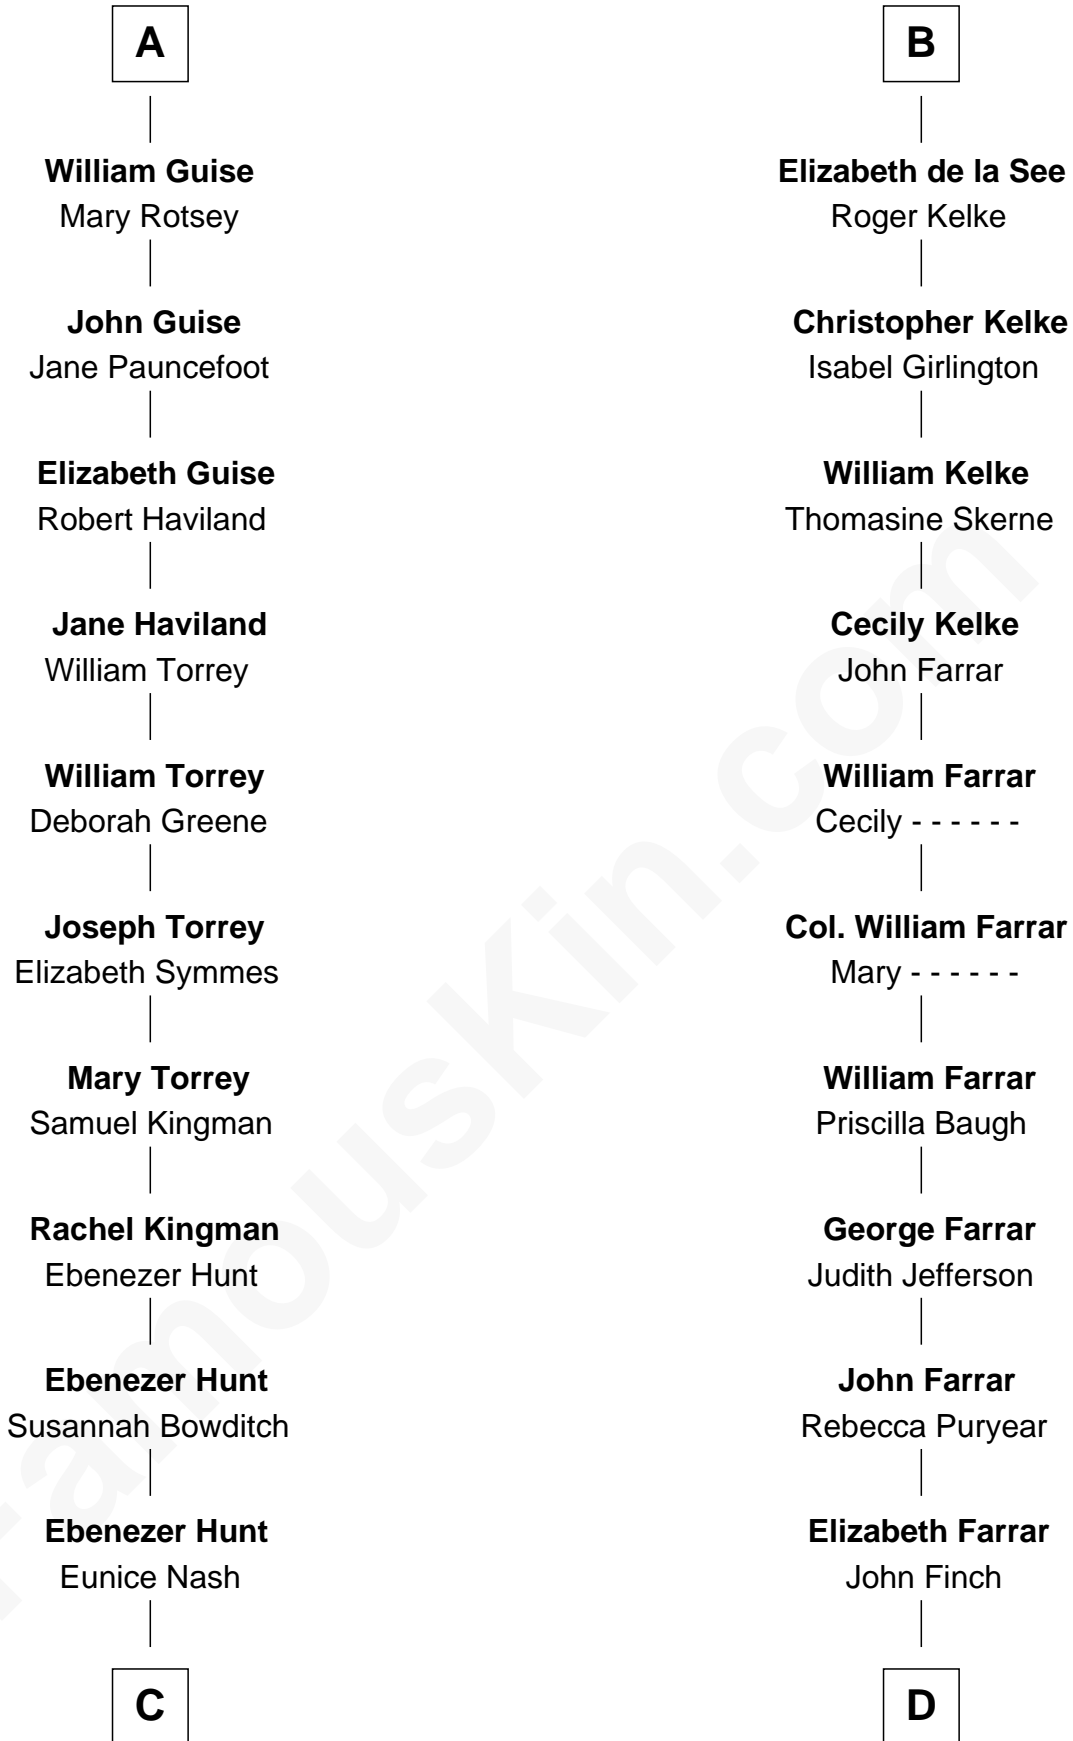 A
William Guise
Mary Rotsey
John Guise
Jane Pauncefoot
Elizabeth Guise
Robert Haviland
Jane Haviland
William Torrey
William Torrey
Deborah Greene
Joseph Torrey
Elizabeth Symmes
Mary Torrey
Samuel Kingman
Rachel Kingman
Ebenezer Hunt
Ebenezer Hunt
Susannah Bowditch
Ebenezer Hunt
Eunice Nash
C
B
Elizabeth de la See
Roger Kelke
Christopher Kelke
Isabel Girlington
William Kelke
Thomasine Skerne
Cecily Kelke
John Farrar
William Farrar
Cecily - - - - - -
Col. William Farrar
Mary - - - - - -
William Farrar
Priscilla Baugh
George Farrar
Judith Jefferson
John Farrar
Rebecca Puryear
Elizabeth Farrar
John Finch
D
FamousKin.com